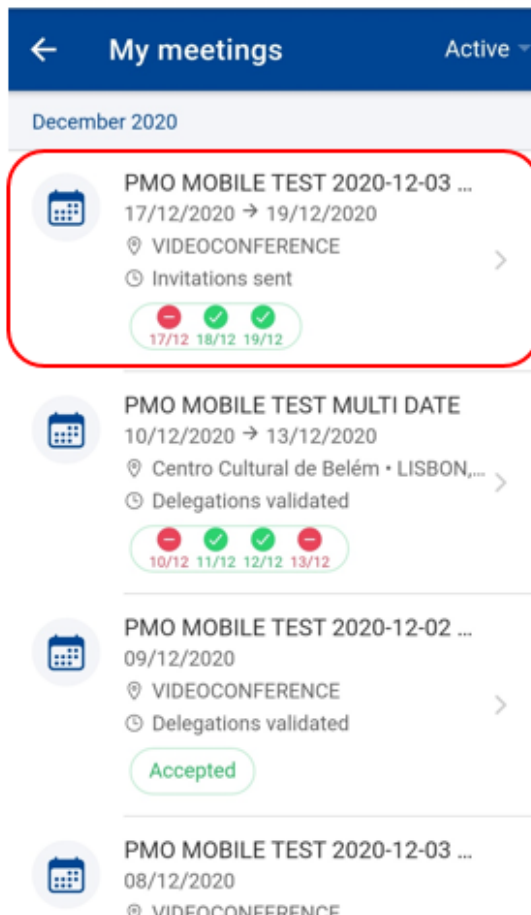 My meetings
Active
December 2020
PMO MOBILE TEST 2020-12-03 ...
17/12/2020 → 19/12/2020
VIDEOCONFERENCE
Invitations sent
17/12 18/12 19/12
PMO MOBILE TEST MULTI DATE
10/12/2020 → 13/12/2020
Centro Cultural de Belém • LISBON,...
Delegations validated
10/12 11/12 12/12 13/12
PMO MOBILE TEST 2020-12-02 ...
09/12/2020
VIDEOCONFERENCE
Delegations validated
Accepted
PMO MOBILE TEST 2020-12-03 ...
08/12/2020
VIDEOCONFERENCE